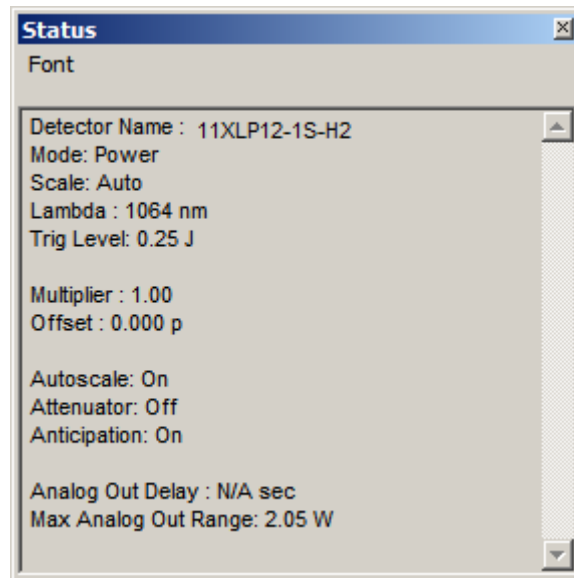 Status
Font
Detector Name : 11XLP12-1S-H2
Mode: Power
Scale: Auto
Lambda : 1064 nm
Trig Level: 0.25 J
Multiplier : 1.00
Offset : 0.000 p
Autoscale: On
Attenuator: Off
Anticipation: On
Analog Out Delay : N/A sec
Max Analog Out Range: 2.05 W